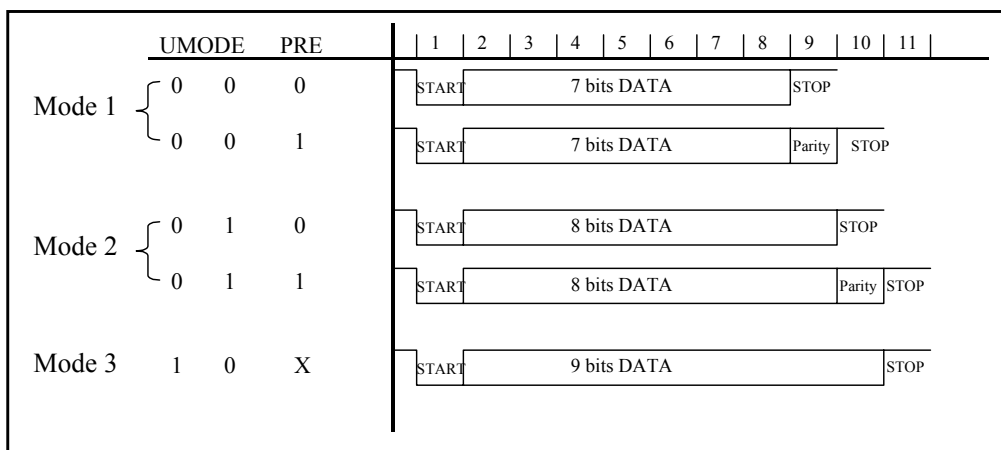 UMODE PRE 1 2 3 4 5 6 7 8 9 10 11
Mode 1
0 0 0 START 7 bits DATA STOP
0 0 1 START 7 bits DATA Parity STOP
Mode 2
0 1 0 START 8 bits DATA STOP
0 1 1 START 8 bits DATA Parity STOP
Mode 3 1 0 X START 9 bits DATA STOP